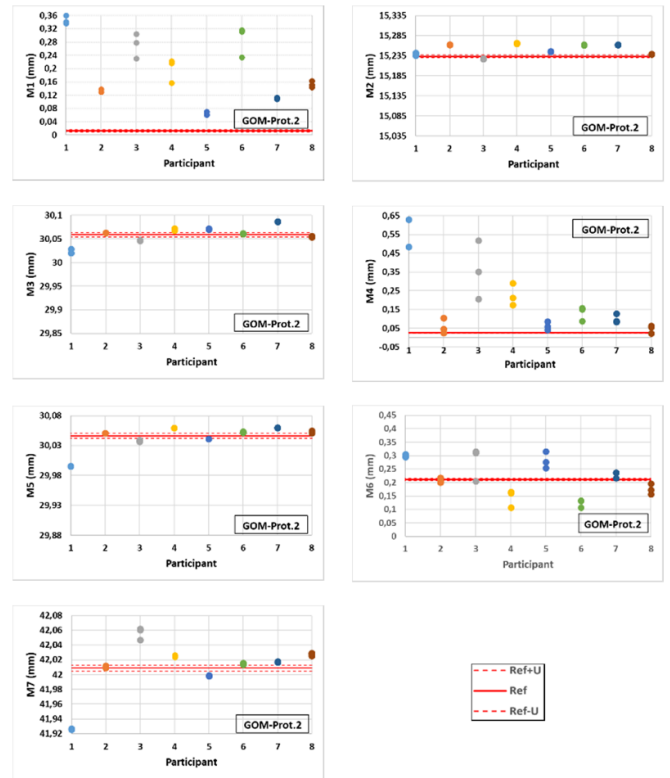 0,36
0,32
0,28
0,24
0,2
0,16
0,12
0,08
0,04
0
M1 (mm)
1 2 3 4 5 6 7 8
Participant
GOM-Prot.2
15,335
15,285
15,235
15,185
15,135
15,085
15,035
M2 (mm)
1 2 3 4 5 6 7 8
Participant
GOM-Prot.2
30,1
30,05
30
29,95
29,9
29,85
M3 (mm)
1 2 3 4 5 6 7 8
Participant
GOM-Prot.2
0,65
0,55
0,45
0,35
0,25
0,15
0,05
-0,05
M4 (mm)
1 2 3 4 5 6 7 8
Participant
GOM-Prot.2
30,08
30,03
29,98
29,93
29,88
M5 (mm)
1 2 3 4 5 6 7 8
Participant
GOM-Prot.2
0,45
0,4
0,35
0,3
0,25
0,2
0,15
0,1
0,05
0
M6 (mm)
1 2 3 4 5 6 7 8
Participant
GOM-Prot.2
42,08
42,06
42,04
42,02
42
41,98
41,96
41,94
41,92
M7 (mm)
1 2 3 4 5 6 7 8
Participant
GOM-Prot.2
Ref+U
Ref
Ref-U